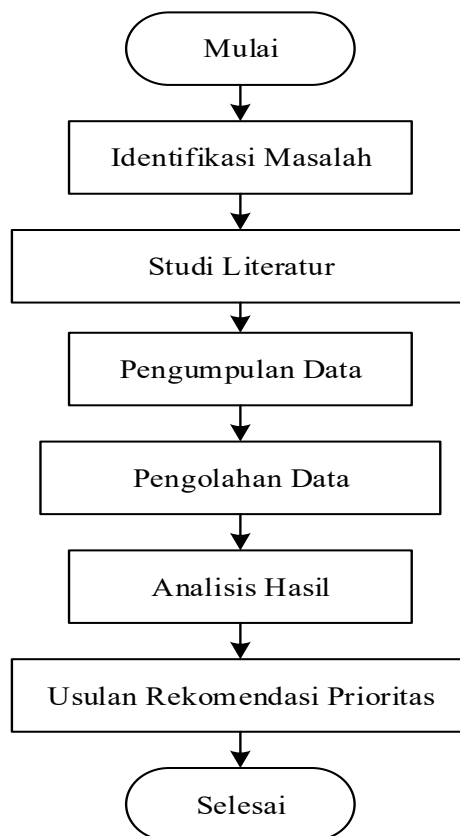 Mulai
Identifikasi Masalah
Studi Literatur
Pengumpulan Data
Pengolahan Data
Analisis Hasil
Usulan Rekomendasi Prioritas
Selesai